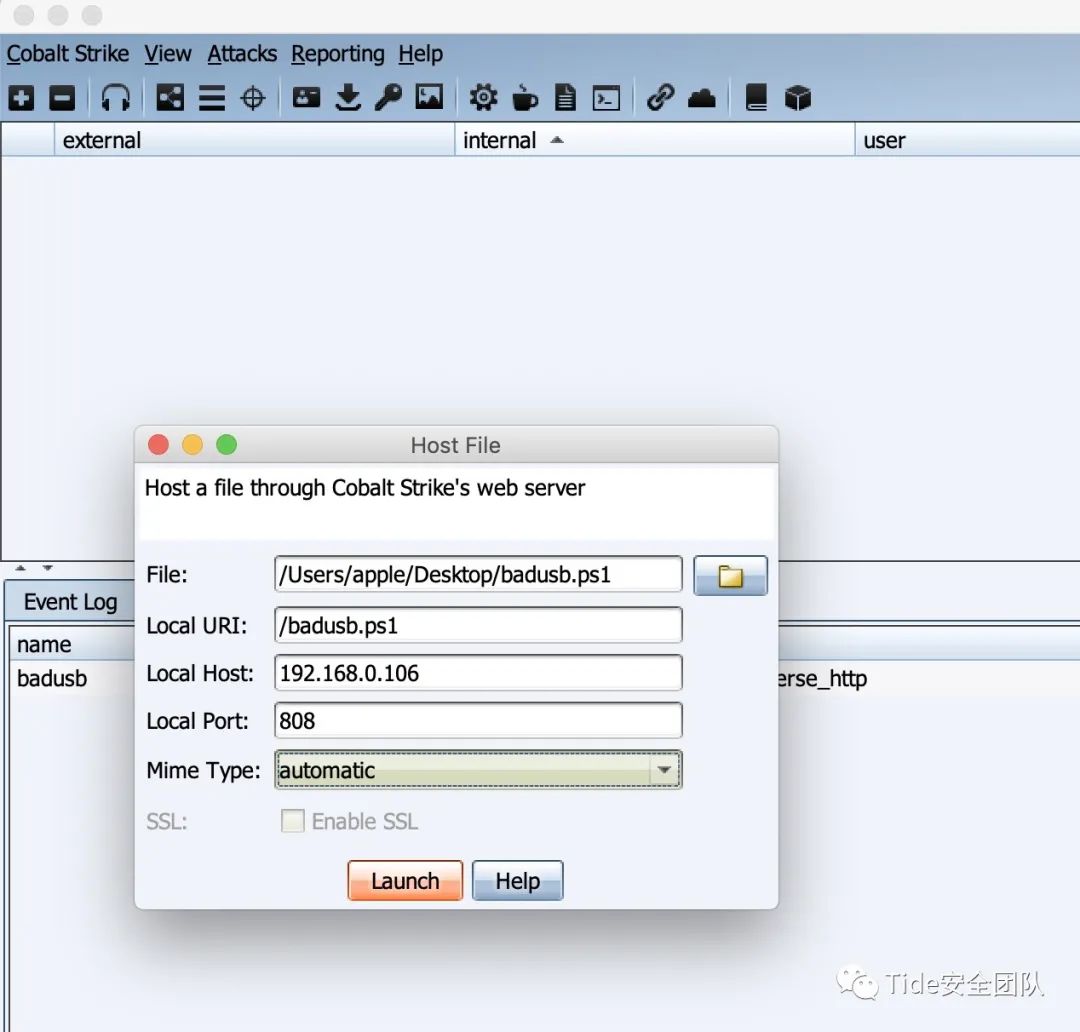 Cobalt Strike View Attacks Reporting Help
external internal user
Host File
Host a file through Cobalt Strike's web server
File: /Users/apple/Desktop/badusb.ps1
Local URI: /badusb.ps1
Local Host: 192.168.0.106
Local Port: 808
Mime Type: automatic
SSL: Enable SSL
Launch Help
Event Log
name
badusb erse_http
Tide安全团队